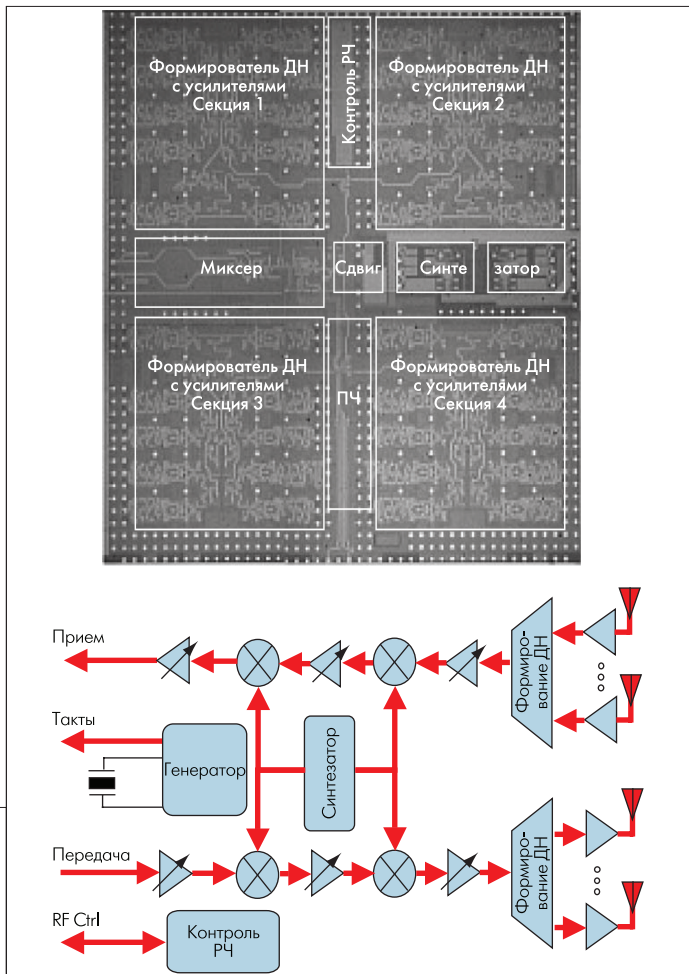 Формирователь ДН
с усилителями
Секция 1
Контроль РЧ
Формирователь ДН
с усилителями
Секция 2
Миксер
Сдвиг
Синте
затор
Формирователь ДН
с усилителями
Секция 3
ПЧ
Формирователь ДН
с усилителями
Секция 4
Прием
Формиро-
вание ДН
Такты
Генератор
Синтезатор
Передача
Формиро-
вание ДН
RF Ctrl
Контроль
РЧ